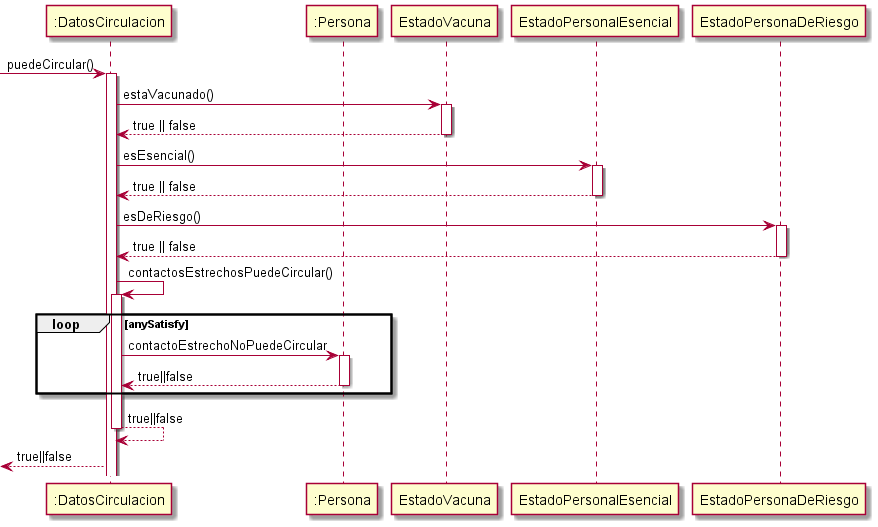 :DatosCirculacion :Persona EstadoVacuna EstadoPersonalEsencial EstadoPersonaDeRiesgo
puedeCircular()
estaVacunado()
true || false
esEsencial()
true || false
esDeRiesgo()
true || false
contactosEstrechosPuedeCircular()
loop [anySatisfy]
contactoEstrechoNoPuedeCircular
true||false
true||false
true||false
:DatosCirculacion :Persona EstadoVacuna EstadoPersonalEsencial EstadoPersonaDeRiesgo